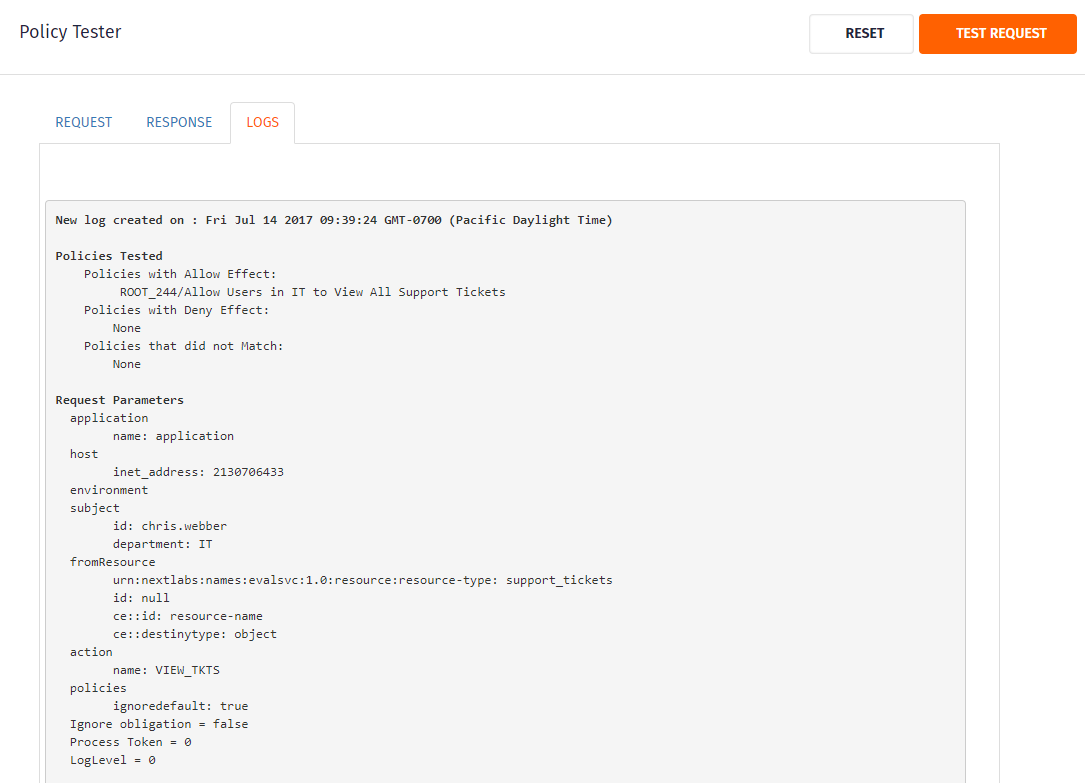 Policy Tester
RESET
TEST REQUEST
REQUEST
RESPONSE
LOGS
New log created on : Fri Jul 14 2017 09:39:24 GMT-0700 (Pacific Daylight Time)
Policies Tested
Policies with Allow Effect:
ROOT_244/Allow Users in IT to View All Support Tickets
Policies with Deny Effect:
None
Policies that did not Match:
None
Request Parameters
application
name: application
host
inet_address: 2130706433
environment
subject
id: chris.webber
department: IT
fromResource
urn:nextlabs:names:evalsvc:1.0:resource:resource-type: support_tickets
id: null
ce::id: resource-name
ce::destinytype: object
action
name: VIEW_TKTS
policies
ignoredefault: true
Ignore obligation = false
Process Token = 0
LogLevel = 0